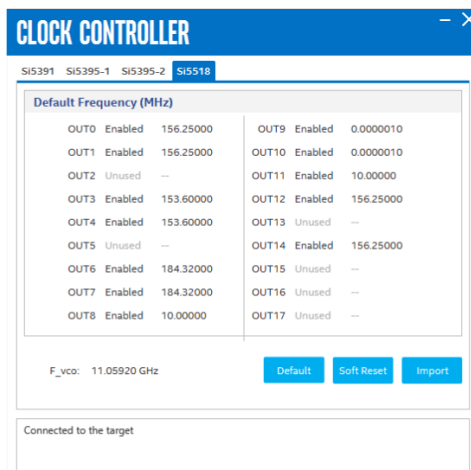 CLOCK CONTROLLER
Si5391 Si5395-1 Si5395-2 Si5518
Default Frequency (MHz)
OUT0 Enabled 156.25000
OUT1 Enabled 156.25000
OUT2 Unused --
OUT3 Enabled 153.60000
OUT4 Enabled 153.60000
OUT5 Unused --
OUT6 Enabled 184.32000
OUT7 Enabled 184.32000
OUT8 Enabled 10.00000
OUT9 Enabled 0.0000010
OUT10 Enabled 0.0000010
OUT11 Enabled 10.00000
OUT12 Enabled 156.25000
OUT13 Unused --
OUT14 Enabled 156.25000
OUT15 Unused --
OUT16 Unused --
OUT17 Unused --
F_vco: 11.05920 GHz
Default Soft Reset Import
Connected to the target